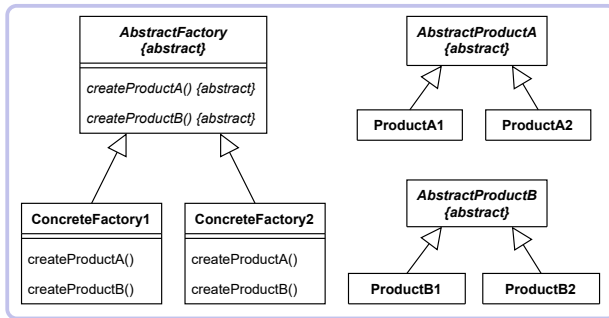 AbstractFactory
{abstract}
createProductA() {abstract}
createProductB() {abstract}
ConcreteFactory1
createProductA()
createProductB()
ConcreteFactory2
createProductA()
createProductB()
AbstractProductA
{abstract}
ProductA1
ProductA2
AbstractProductB
{abstract}
ProductB1
ProductB2